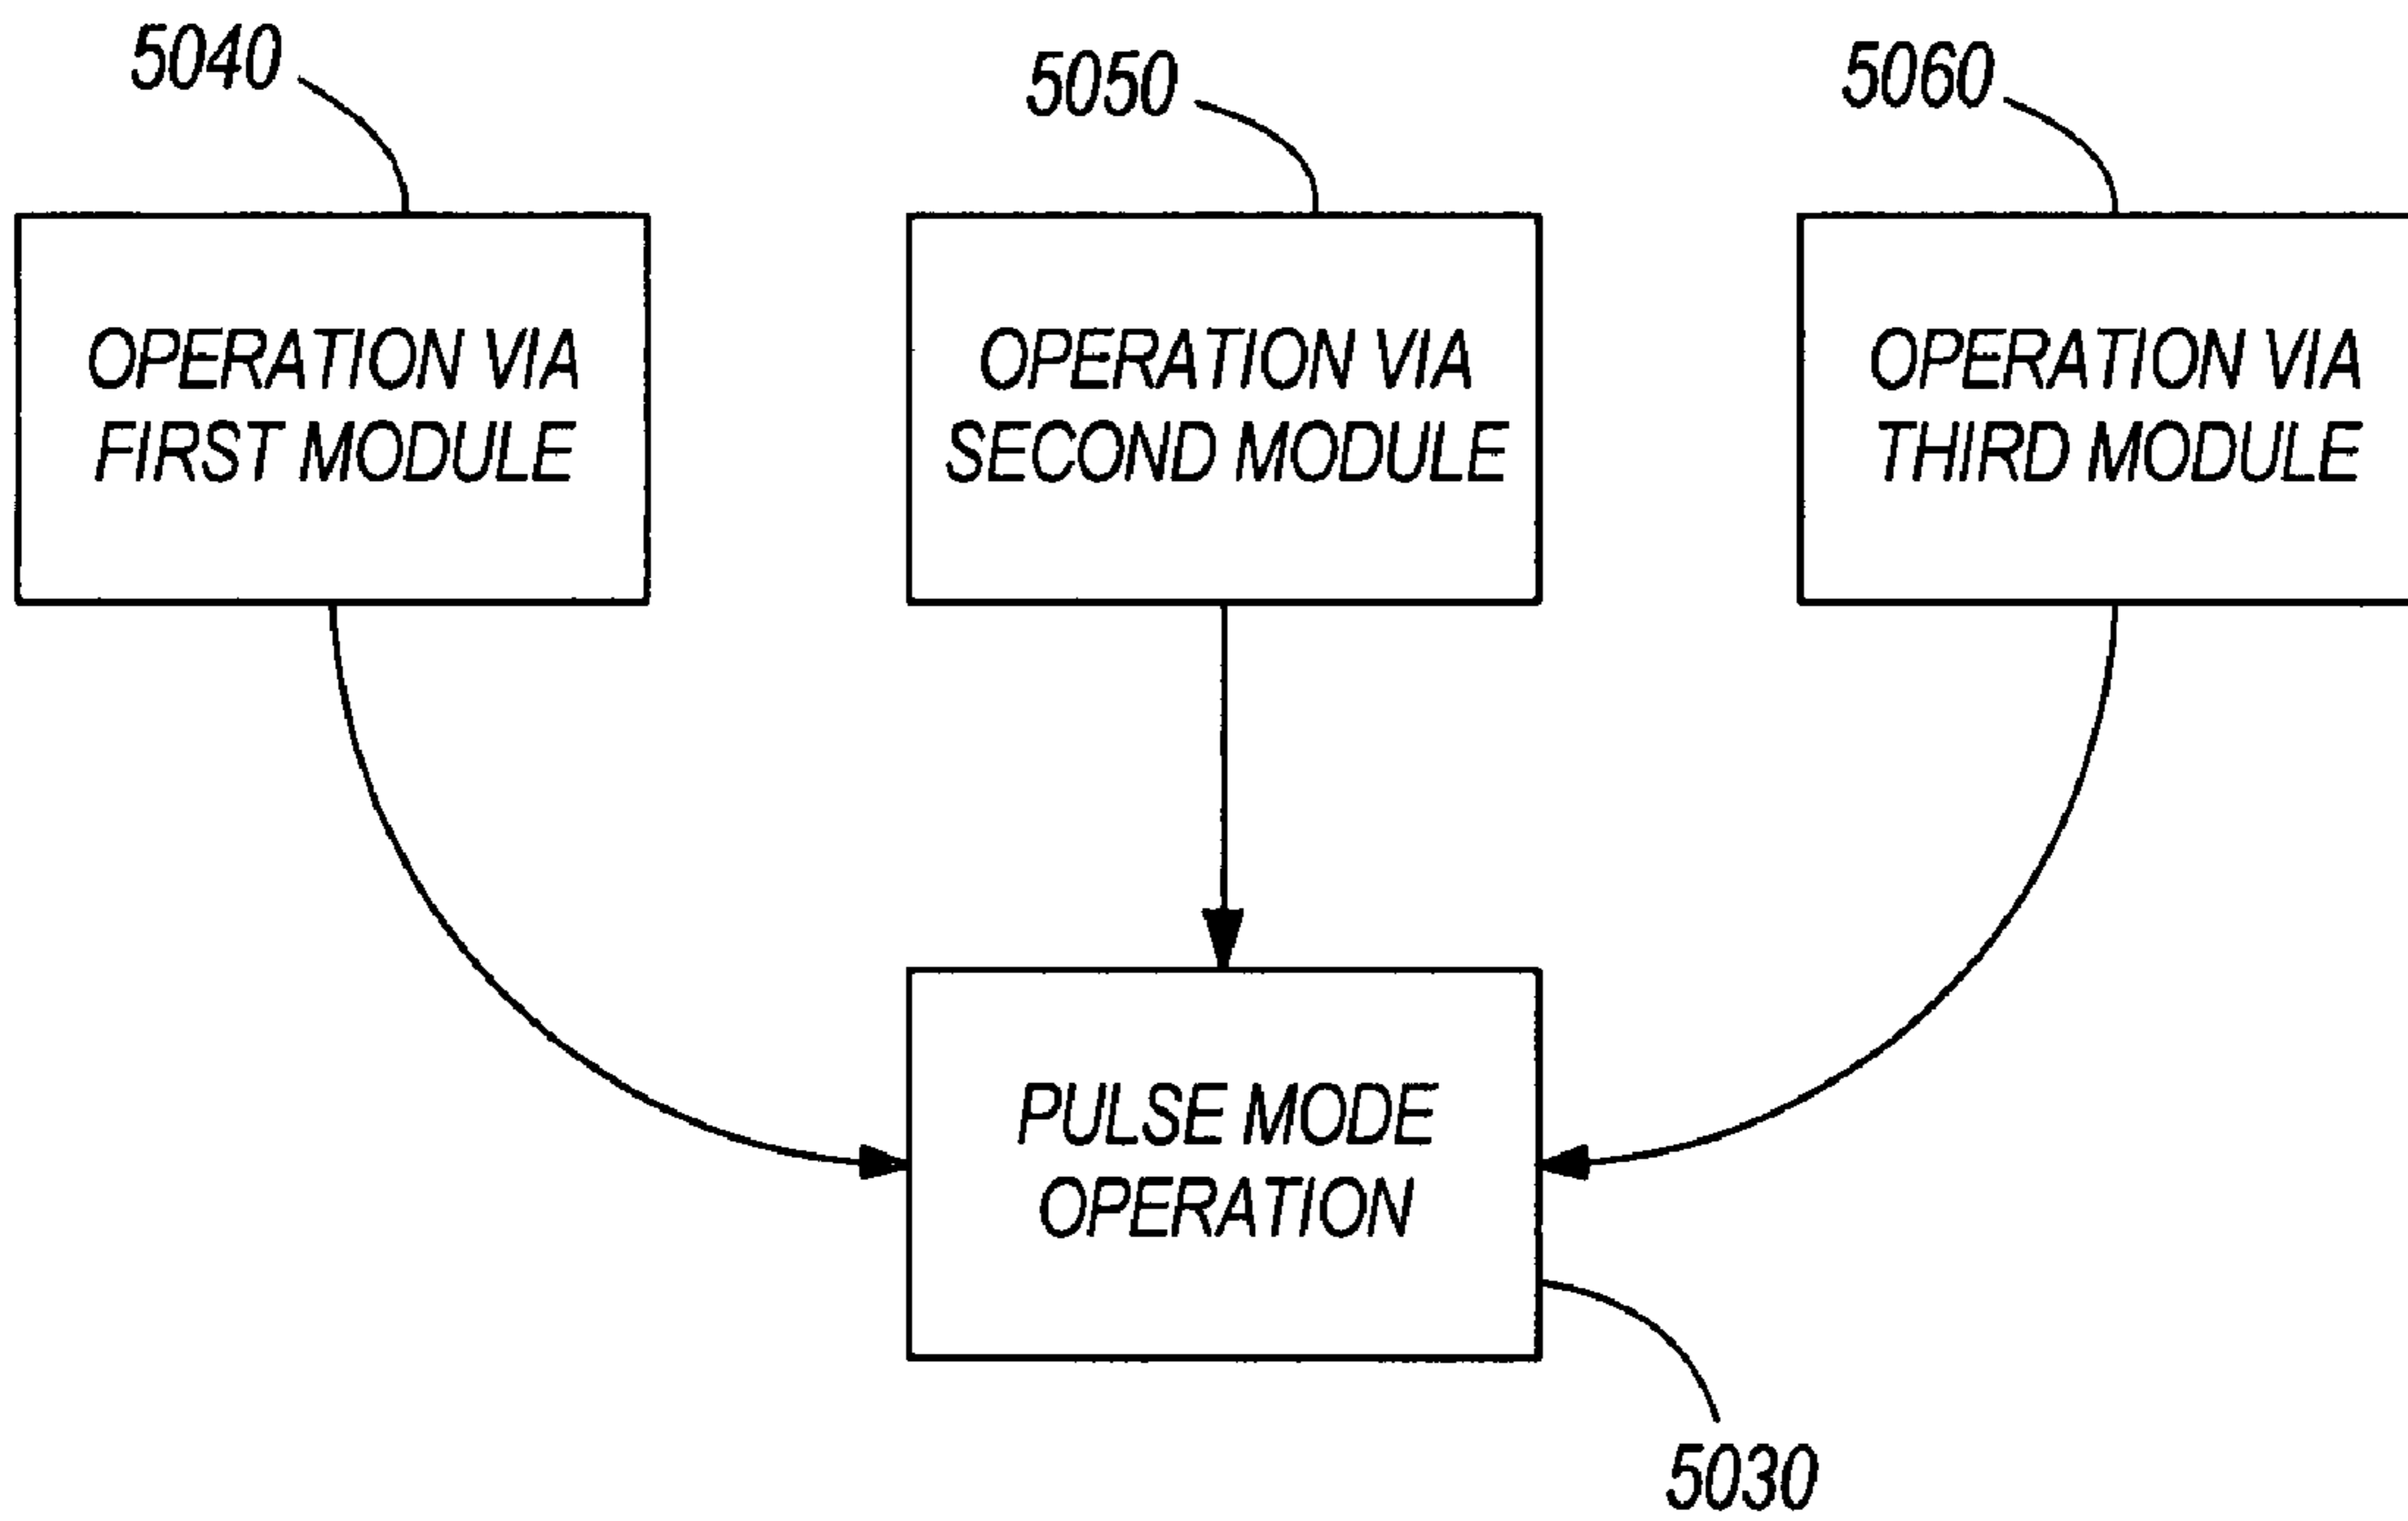 5040
5050
5060
OPERATION VIA
FIRST MODULE
OPERATION VIA
SECOND MODULE
OPERATION VIA
THIRD MODULE
PULSE MODE
OPERATION
5030